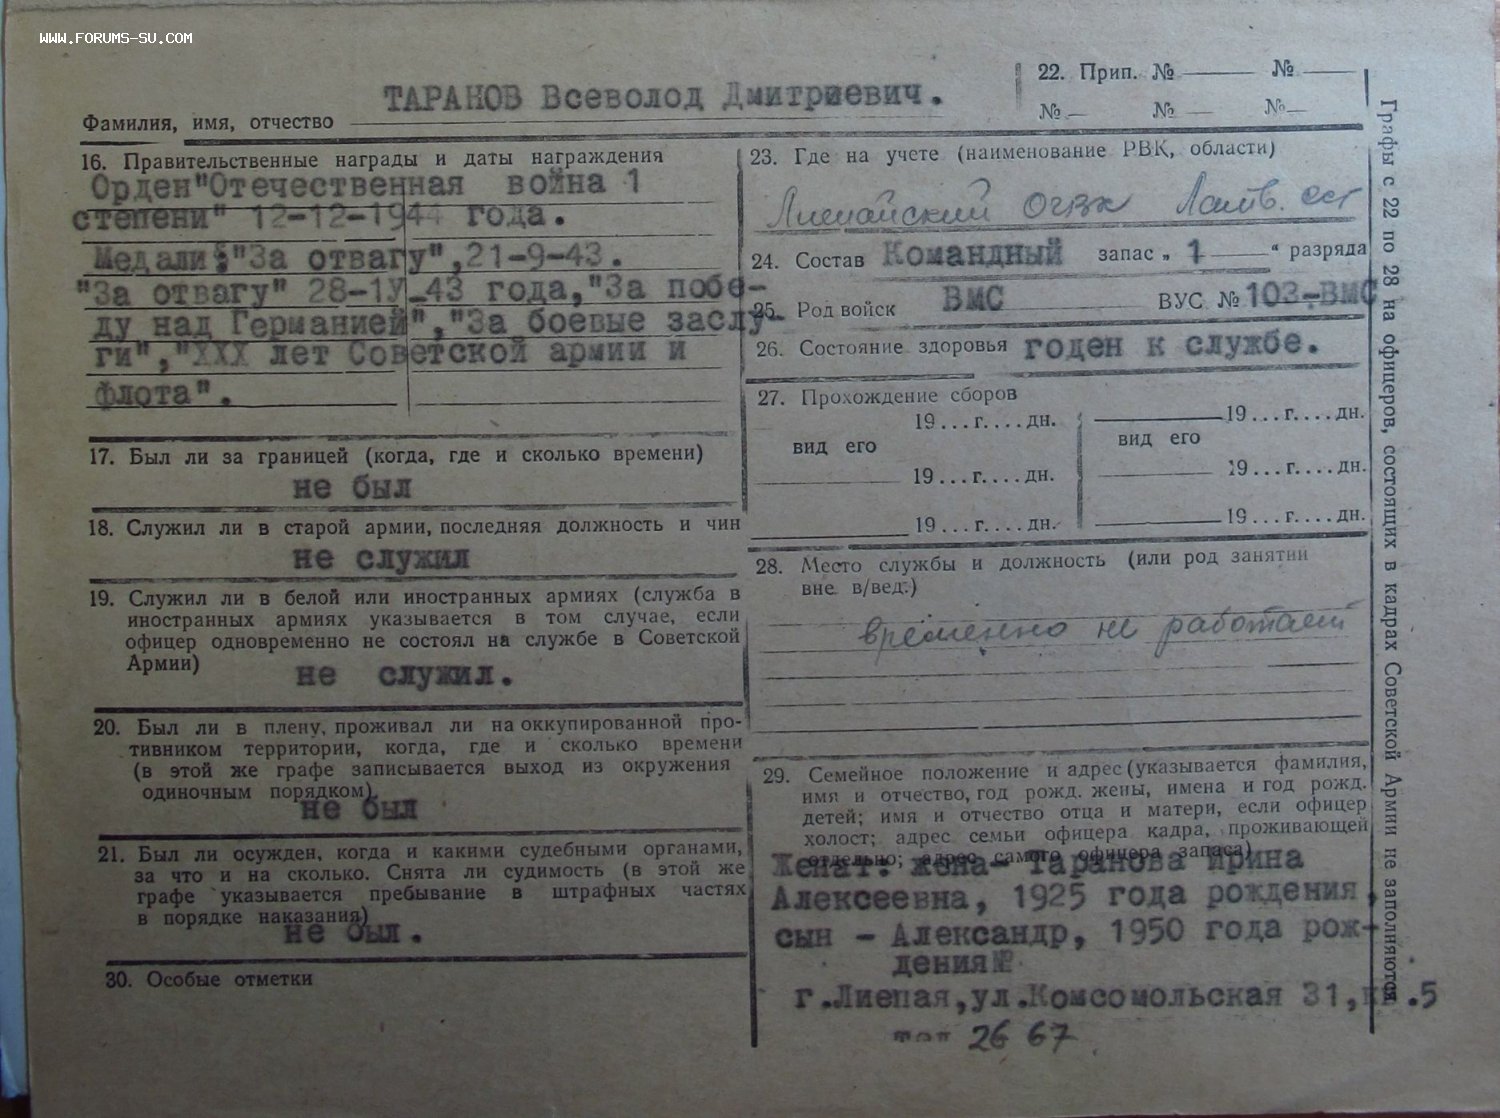 WWW.FORUMS-SU.COM
ТАРАНОВ Всеволод Дмитриевич.
Фамилия, имя, отчество
22. Прип. № №
№ № №
16. Правительственные награды и даты награждения
Орден"Отечественная война 1
степени" 12-12-1944 года.
Медали:"За отвагу",21-9-43.
"За отвагу" 28-1У-43 года,"За побе-
ду над Германией","За боевые заслу-
ги","ХХХ лет Советской армии и
флота".
17. Был ли за границей (когда, где и сколько времени)
не был
18. Служил ли в старой армии, последняя должность и чин
не служил
19. Служил ли в белой или иностранных армиях (служба в
иностранных армиях указывается в том случае, если
офицер одновременно не состоял на службе в Советской
Армии)
не служил.
20. Был ли в плену, проживал ли на оккупированной про-
тивником территории, когда, где и сколько времени
(в этой же графе записывается выход из окружения
одиночным порядком)
не был
21. Был ли осужден, когда и какими судебными органами,
за что и на сколько. Снята ли судимость (в этой же
графе указывается пребывание в штрафных частях
в порядке наказания)
не был.
30. Особые отметки
23. Где на учете (наименование РВК, области)
Лиепайский ОГВК Латв. сср
24. Состав Командный запас „ 1 “ разряда
25. Род войск ВМС ВУС № 103-ВМС
26. Состояние здоровья годен к службе.
27. Прохождение сборов
19...г....дн. 19...г....дн.
вид его вид его
19...г....дн. 19...г....дн.
19...г....дн. 19...г....дн.
28. Место службы и должность (или род занятий
вне в/вед.)
временно не работает
29. Семейное положение и адрес (указывается фамилия,
имя и отчество, год рожд. жены, имена и год рожд.
детей; имя и отчество отца и матери, если офицер
холост; адрес семьи офицера кадра, проживающей
отдельно; адрес самого офицера запаса)
Женат: жена- Таранова Ирина
Алексеевна, 1925 года рождения,
сын - Александр, 1950 года рож-
дения
г.Лиепая,ул.Комсомольская 31,кв.5
26 67
Графы с 22 по 28 на офицеров, состоящих в кадрах Советской Армии не заполняются